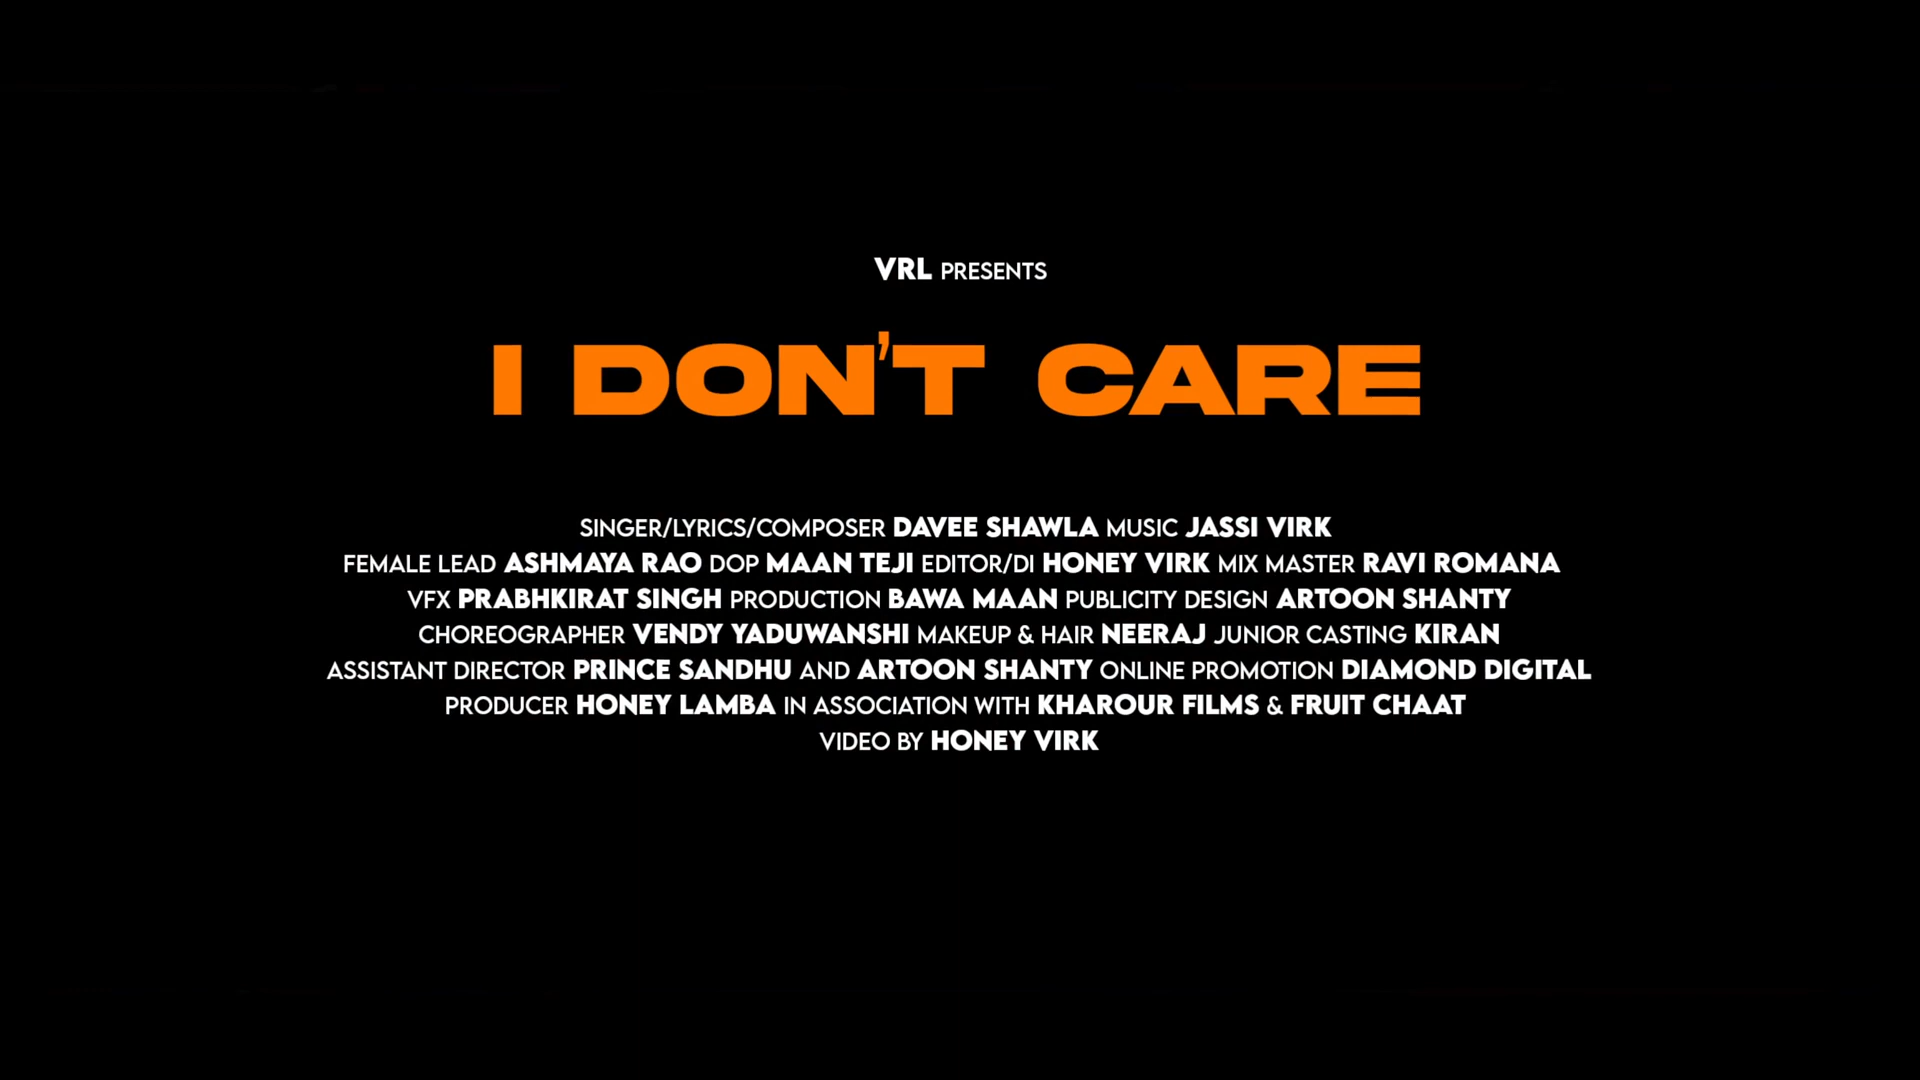 VRL PRESENTS
I DON'T CARE
SINGER/LYRICS/COMPOSER DAVEE SHAWLA MUSIC JASSI VIRK
FEMALE LEAD ASHMAYA RAO DOP MAAN TEJI EDITOR/DI HONEY VIRK MIX MASTER RAVI ROMANA
VFX PRABHKIRAT SINGH PRODUCTION BAWA MAAN PUBLICITY DESIGN ARTOON SHANTY
CHOREOGRAPHER VENDY YADUWANSHI MAKEUP & HAIR NEERAJ JUNIOR CASTING KIRAN
ASSISTANT DIRECTOR PRINCE SANDHU AND ARTOON SHANTY ONLINE PROMOTION DIAMOND DIGITAL
PRODUCER HONEY LAMBA IN ASSOCIATION WITH KHAROUR FILMS & FRUIT CHAAT
VIDEO BY HONEY VIRK